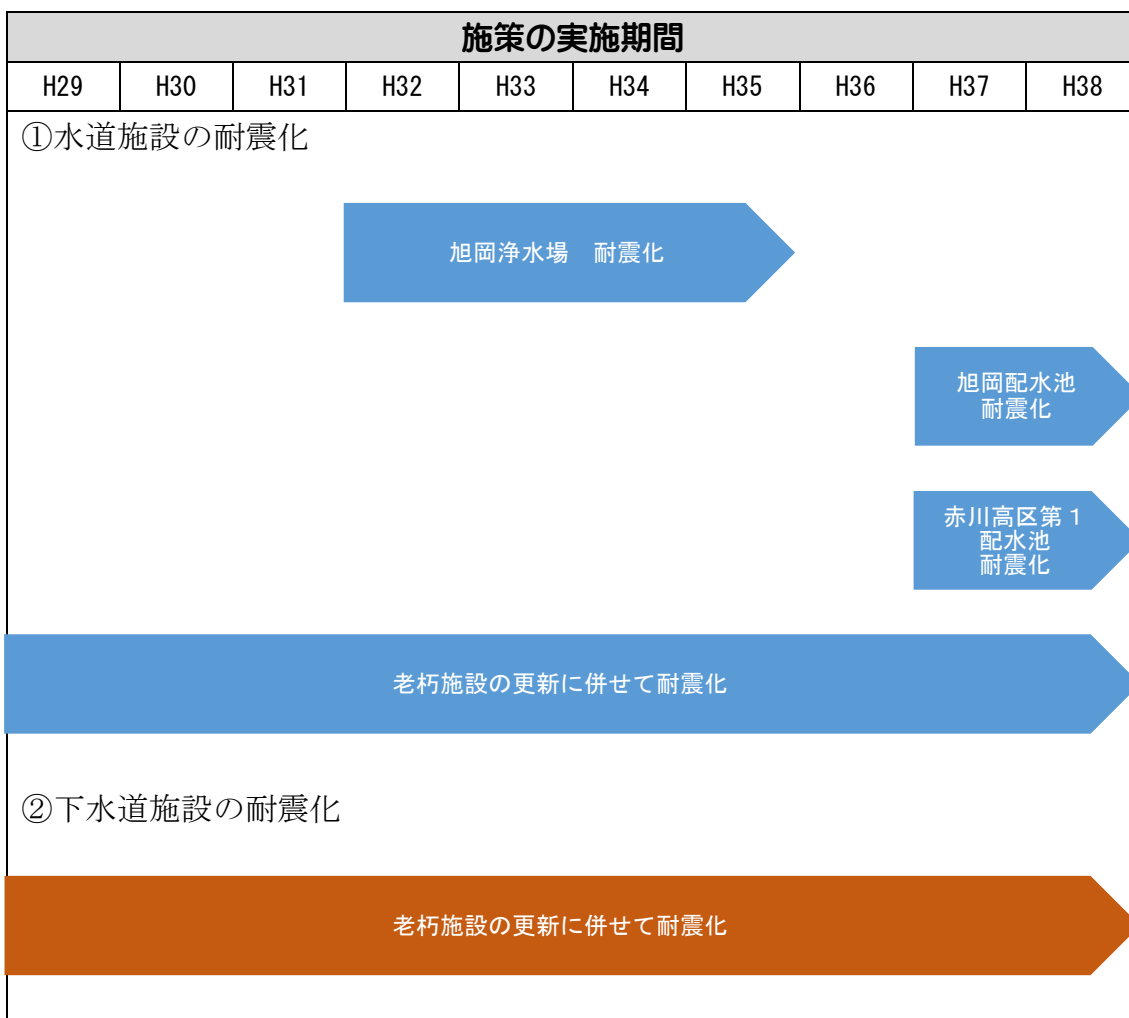 施策の実施期間
H29 H30 H31 H32 H33 H34 H35 H36 H37 H38
①水道施設の耐震化
旭岡浄水場　耐震化
旭岡配水池
耐震化
赤川高区第１
配水池
耐震化
老朽施設の更新に併せて耐震化
②下水道施設の耐震化
老朽施設の更新に併せて耐震化